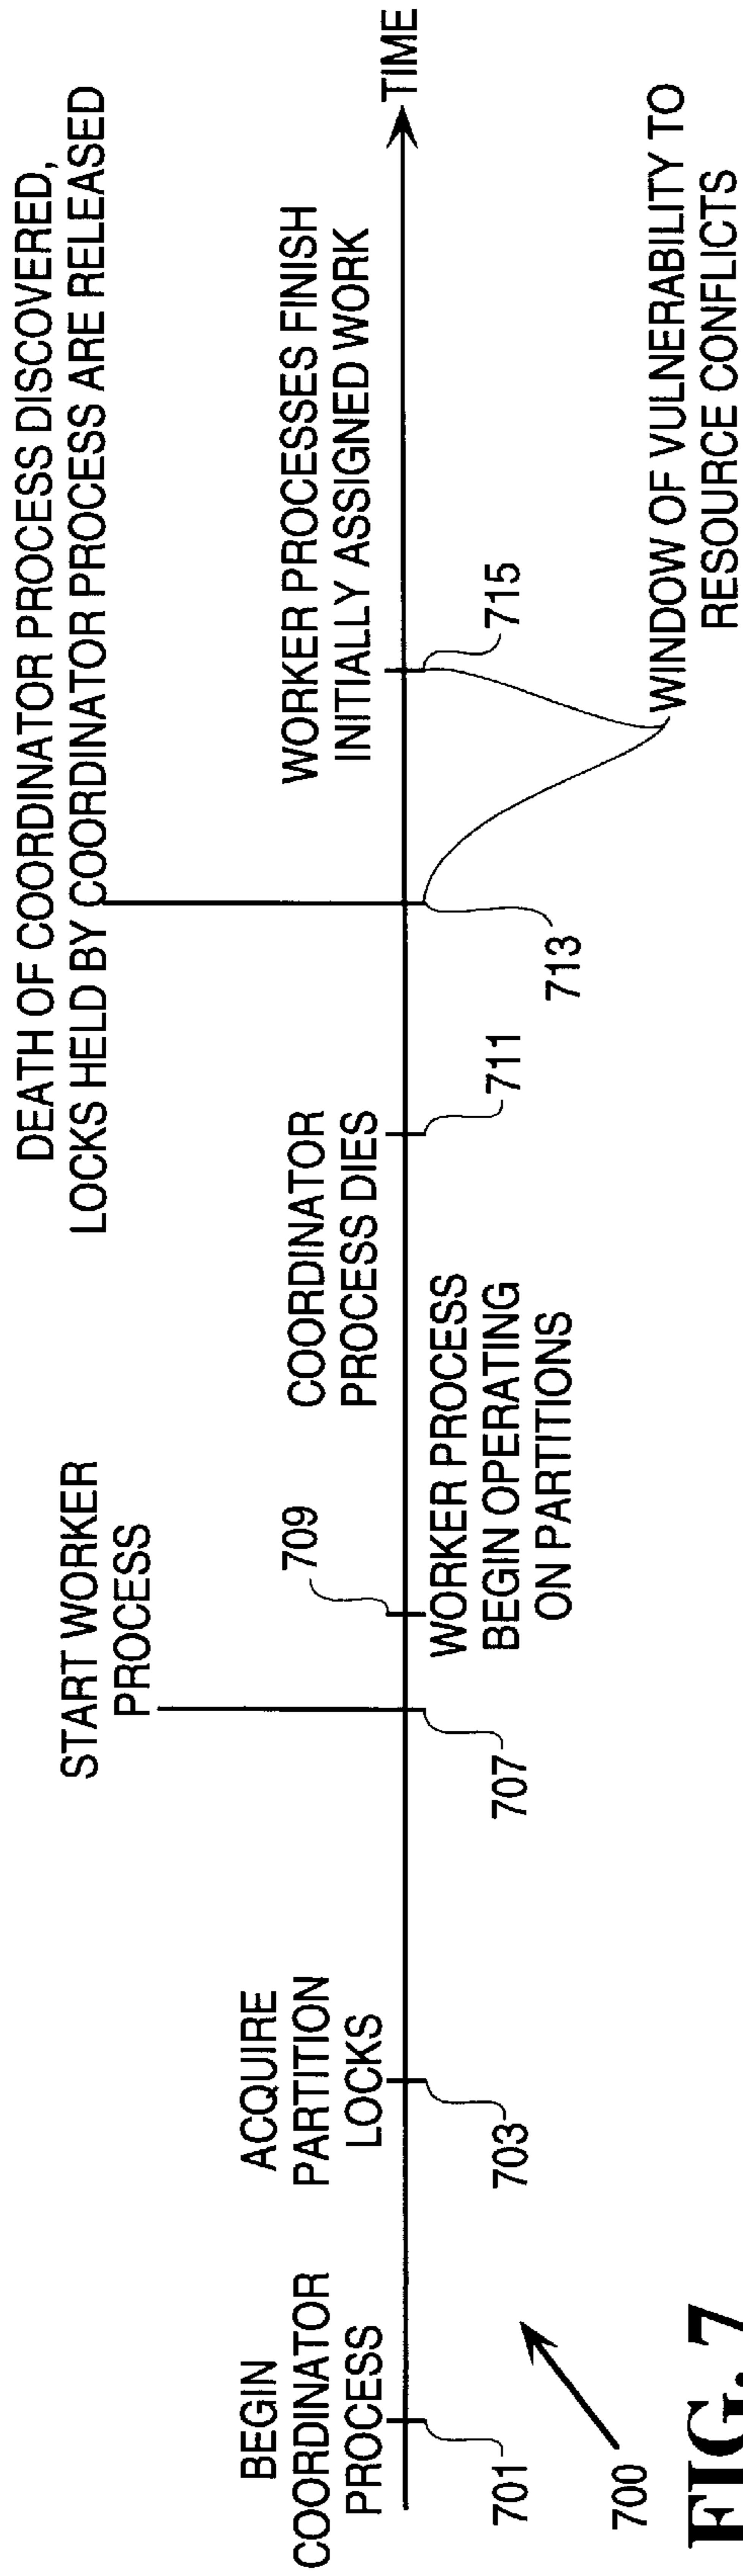 DEATH OF COORDINATOR PROCESS DISCOVERED,
LOCKS HELD BY COORDINATOR PROCESS ARE RELEASED
START WORKER
PROCESS
BEGIN
COORDINATOR
PROCESS
ACQUIRE
PARTITION
LOCKS
709
COORDINATOR
PROCESS DIES
WORKER PROCESSES FINISH
INITIALLY ASSIGNED WORK
TIME
701
703
707
WORKER PROCESS
BEGIN OPERATING
ON PARTITIONS
711
713
715
WINDOW OF VULNERABILITY TO
RESOURCE CONFLICTS
700
FIG. 7